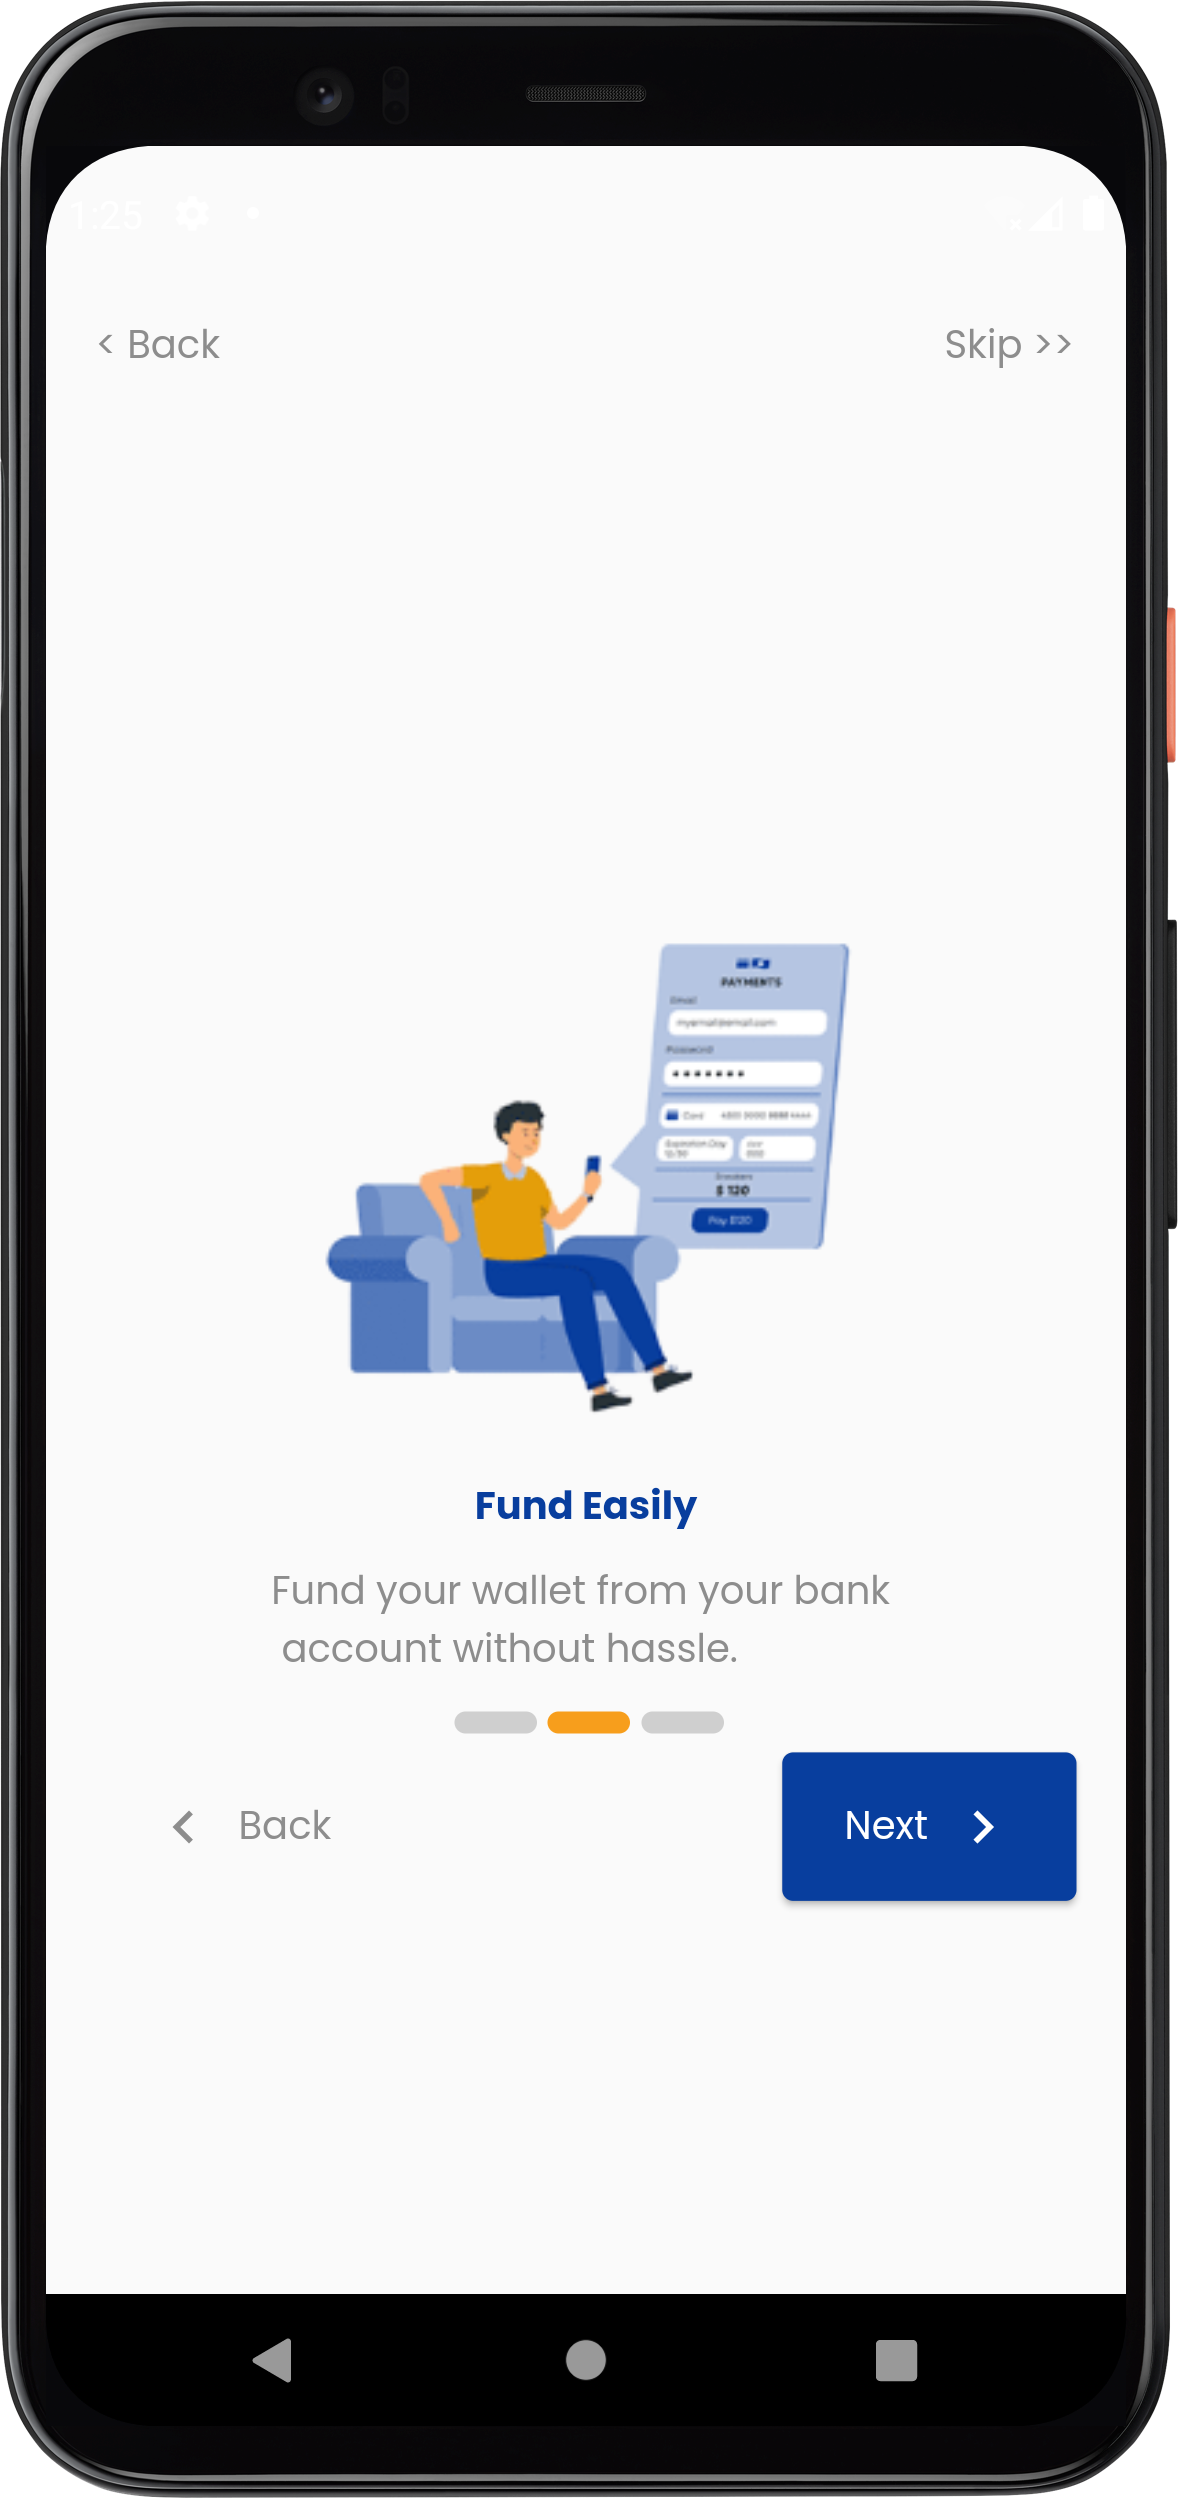 1:25
< Back
Skip >>
PAYMENTS
Email
myemail@email.com
Password
Card
Expiration Day
$ 120
Pay $120
Fund Easily
Fund your wallet from your bank
account without hassle.
Back
Next